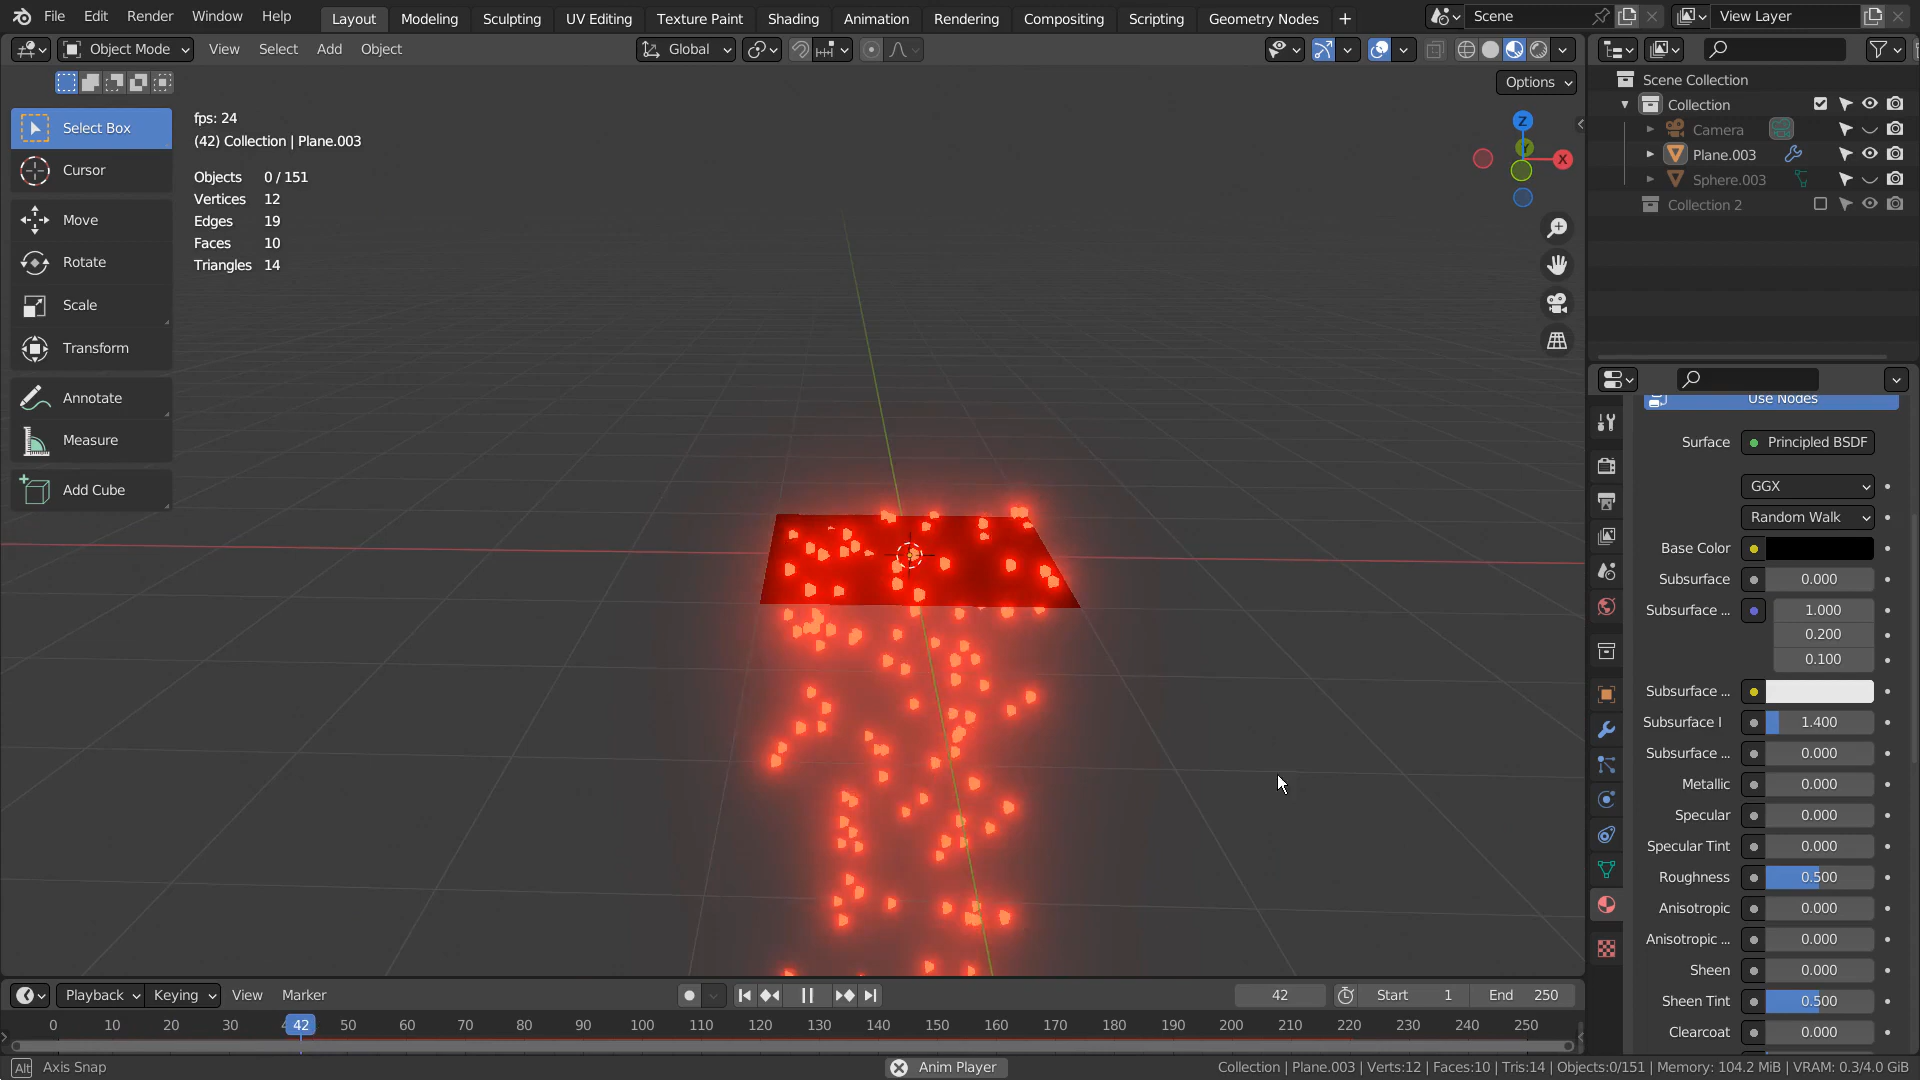 File Edit Render Window Help
Layout Modeling Sculpting UV Editing Texture Paint Shading Animation Rendering Compositing Scripting Geometry Nodes +
Scene
View Layer
Object Mode View Select Add Object
Global
Options
Select Box
Cursor
Move
Rotate
Scale
Transform
Annotate
Measure
Add Cube
fps: 24
(42) Collection | Plane.003
Objects 0 / 151
Vertices 12
Edges 19
Faces 10
Triangles 14
Z
Y
X
Scene Collection
Collection
Camera
Plane.003
Sphere.003
Collection 2
Use Nodes
Surface Principled BSDF
GGX
Random Walk
Base Color
Subsurface 0.000
Subsurface ... 1.000
0.200
0.100
Subsurface ...
Subsurface I 1.400
Subsurface ... 0.000
Metallic 0.000
Specular 0.000
Specular Tint 0.000
Roughness 0.500
Anisotropic 0.000
Anisotropic ... 0.000
Sheen 0.000
Sheen Tint 0.500
Clearcoat 0.000
Playback Keying View Marker
42
Start 1
End 250
0 10 20 30 42 50 60 70 80 90 100 110 120 130 140 150 160 170 180 190 200 210 220 230 240 250
Alt Axis Snap
Anim Player
Collection | Plane.003 | Verts:12 | Faces:10 | Tris:14 | Objects:0/151 | Memory: 104.2 MiB | VRAM: 0.3/4.0 GiB